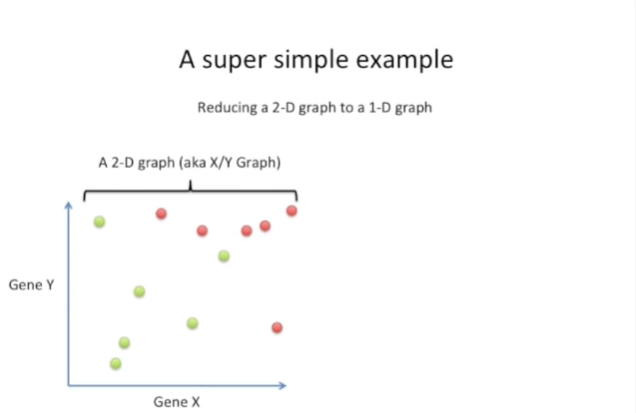 A super simple example
Reducing a 2-D graph to a 1-D graph
A 2-D graph (aka X/Y Graph)
Gene Y
Gene X